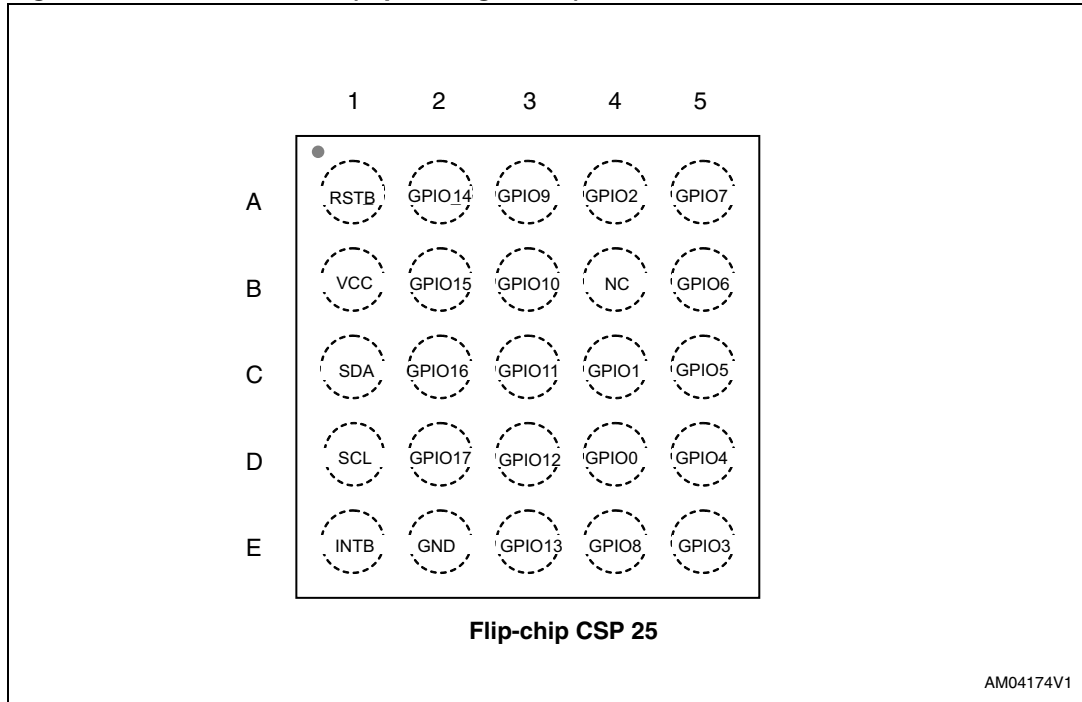 1 2 3 4 5
A RSTB GPIO14 GPIO9 GPIO2 GPIO7
B VCC GPIO15 GPIO10 NC GPIO6
C SDA GPIO16 GPIO11 GPIO1 GPIO5
D SCL GPIO17 GPIO12 GPIO0 GPIO4
E INTB GND GPIO13 GPIO8 GPIO3
Flip-chip CSP 25
AM04174V1